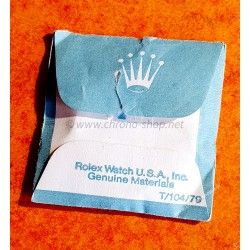 www.chrono-shop.net
Rolex Watch U.S.A., Inc.
Genuine Materials
T/104/79